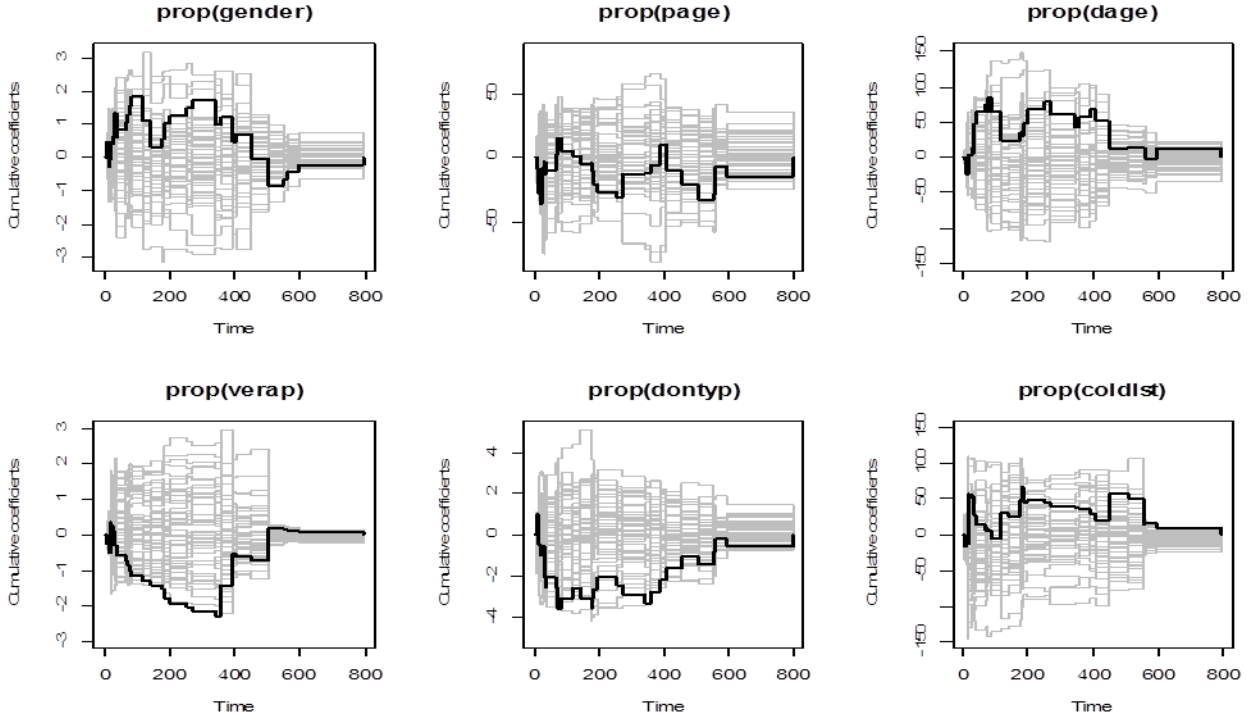 prop(gender) prop(page) prop(dage)
Cumulative coefficients
3
2
1
0
-1
-2
-3
0 200 400 600 800
Time
Cumulative coefficients
50
0
-50
0 200 400 600 800
Time
Cumulative coefficients
150
100
50
0
-50
-150
0 200 400 600 800
Time
prop(verap) prop(dontyp) prop(coldist)
Cumulative coefficients
3
2
1
0
-1
-2
-3
0 200 400 600 800
Time
Cumulative coefficients
4
2
0
-2
-4
0 200 400 600 800
Time
Cumulative coefficients
150
100
50
0
-50
-150
0 200 400 600 800
Time